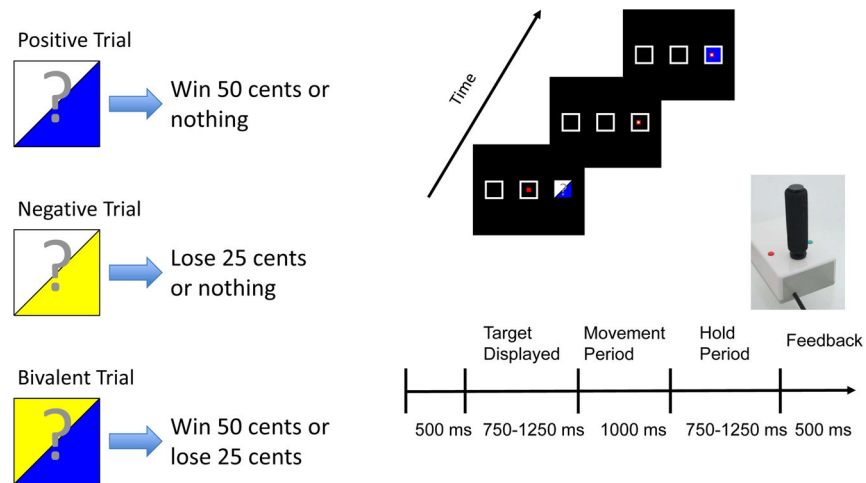 Positive Trial
?
Win 50 cents or
nothing
Negative Trial
?
Lose 25 cents
or nothing
Bivalent Trial
?
Win 50 cents or
lose 25 cents
Time
?
Target
Displayed
Movement
Period
Hold
Period
Feedback
500 ms
750-1250 ms
1000 ms
750-1250 ms
500 ms